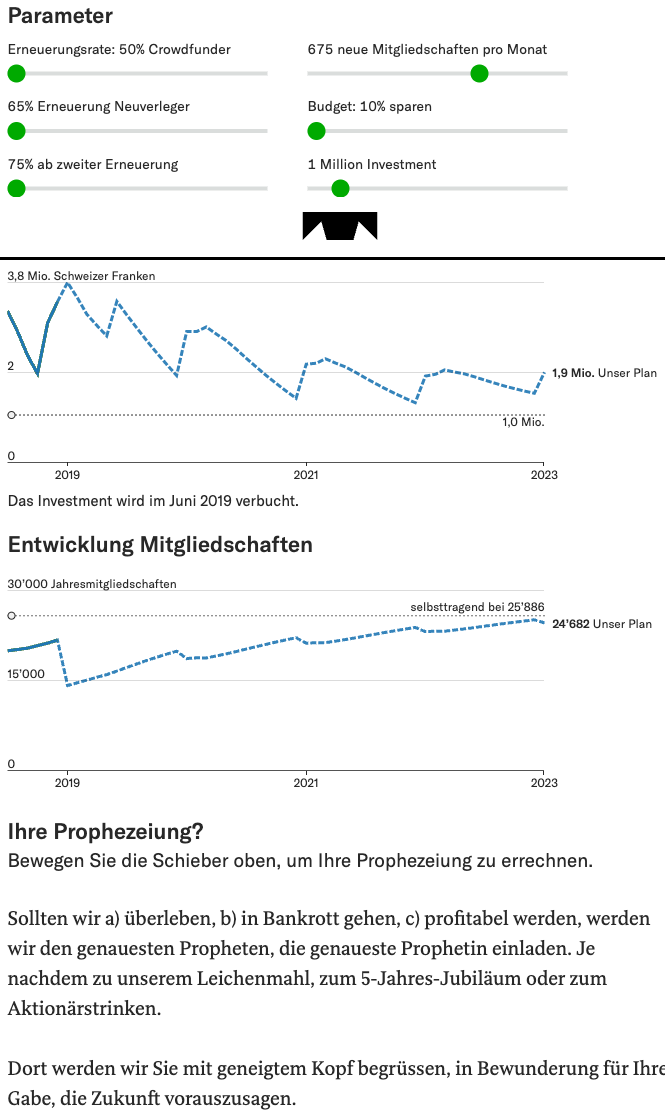 Parameter
Erneuerungsrate: 50% Crowdfunder
675 neue Mitgliedschaften pro Monat
65% Erneuerung Neuverleger
Budget: 10% sparen
75% ab zweiter Erneuerung
1 Million Investment
3,8 Mio. Schweizer Franken
2
1,9 Mio. Unser Plan
1,0 Mio.
0
2019
2021
2023
Das Investment wird im Juni 2019 verbucht.
Entwicklung Mitgliedschaften
30’000 Jahresmitgliedschaften
selbsttragend bei 25’886
24’682 Unser Plan
15’000
0
2019
2021
2023
Ihre Prophezeiung?
Bewegen Sie die Schieber oben, um Ihre Prophezeiung zu errechnen.
Sollten wir a) überleben, b) in Bankrott gehen, c) profitabel werden, werden
wir den genauesten Propheten, die genaueste Prophetin einladen. Je
nachdem zu unserem Leichenmahl, zum 5-Jahres-Jubiläum oder zum
Aktionärstrinken.
Dort werden wir Sie mit geneigtem Kopf begrüssen, in Bewunderung für Ihre
Gabe, die Zukunft vorauszusagen.